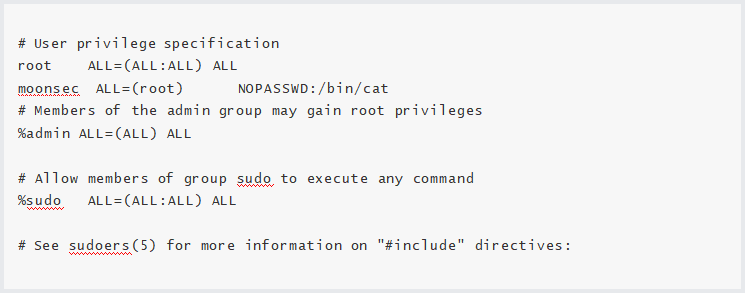 # User privilege specification
root    ALL=(ALL:ALL) ALL
moonsec  ALL=(root)      NOPASSWD:/bin/cat
# Members of the admin group may gain root privileges
%admin ALL=(ALL) ALL
# Allow members of group sudo to execute any command
%sudo   ALL=(ALL:ALL) ALL
# See sudoers(5) for more information on "#include" directives: